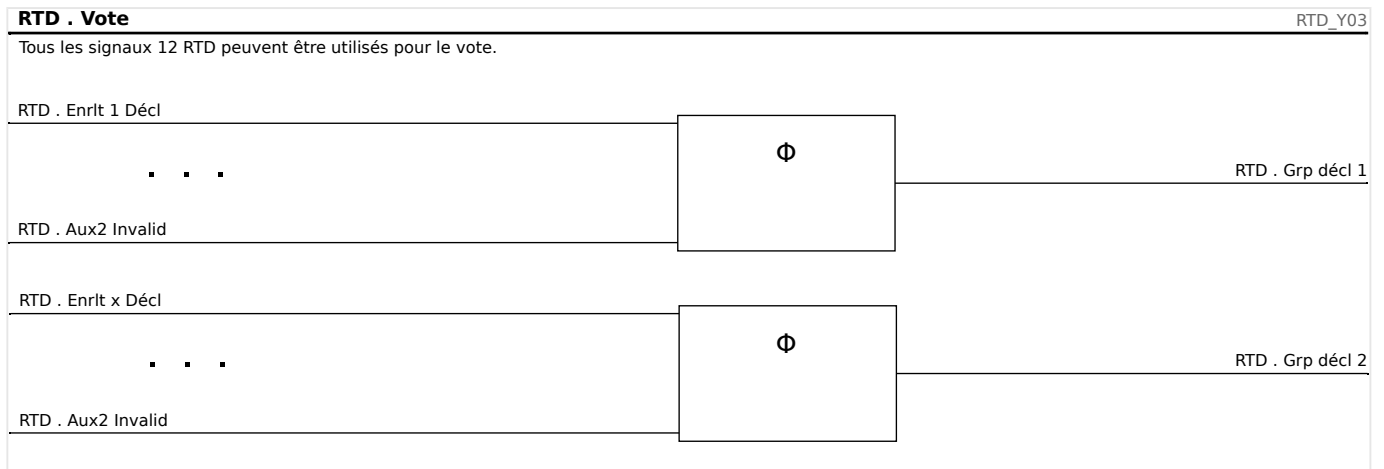 RTD . Vote
RTD_Y03
Tous les signaux 12 RTD peuvent être utilisés pour le vote.
RTD . Enrlt 1 Décl
Φ
. . .
RTD . Grp décl 1
RTD . Aux2 Invalid
RTD . Enrlt x Décl
Φ
. . .
RTD . Grp décl 2
RTD . Aux2 Invalid